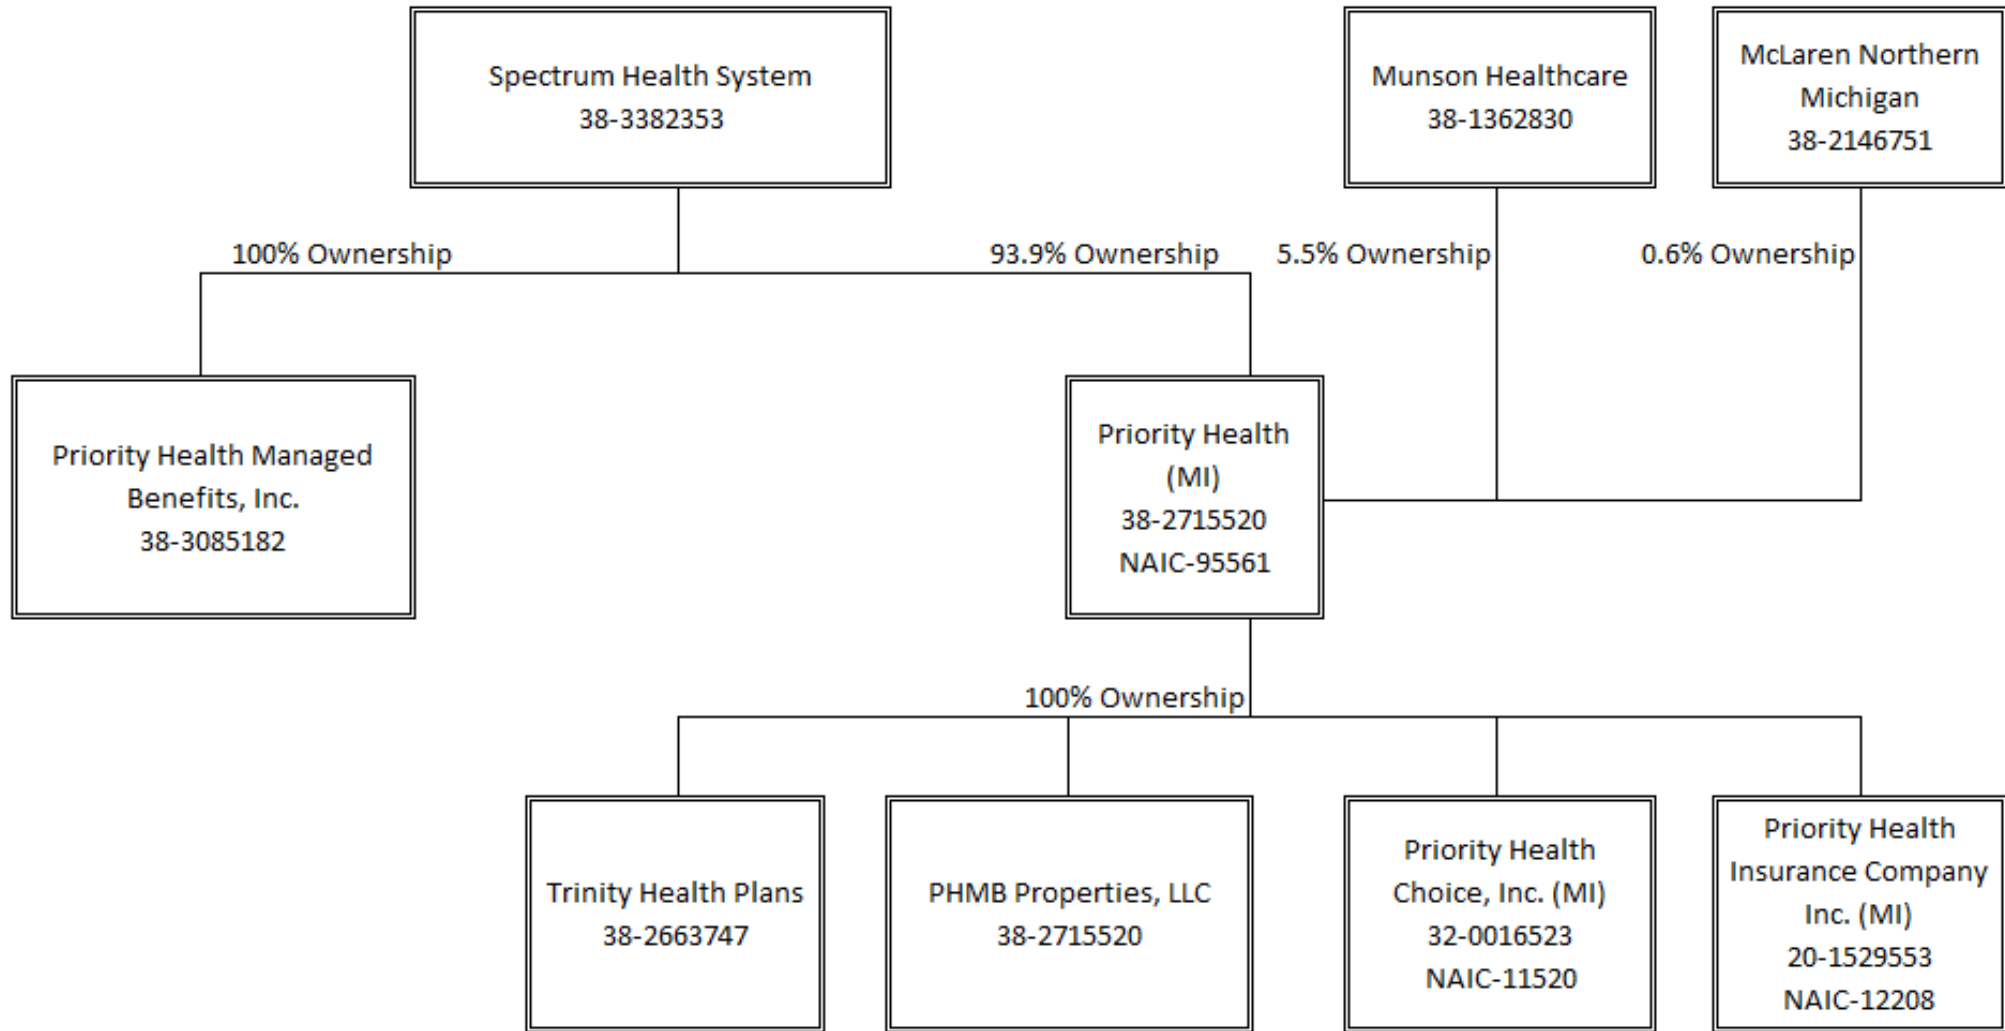 Spectrum Health System
38-3382353
Munson Healthcare
38-1362830
McLaren Northern
Michigan
38-2146751
100% Ownership
93.9% Ownership
5.5% Ownership
0.6% Ownership
Priority Health Managed
Benefits, Inc.
38-3085182
Priority Health
(MI)
38-2715520
NAIC-95561
100% Ownership
Trinity Health Plans
38-2663747
PHMB Properties, LLC
38-2715520
Priority Health
Choice, Inc. (MI)
32-0016523
NAIC-11520
Priority Health
Insurance Company
Inc. (MI)
20-1529553
NAIC-12208